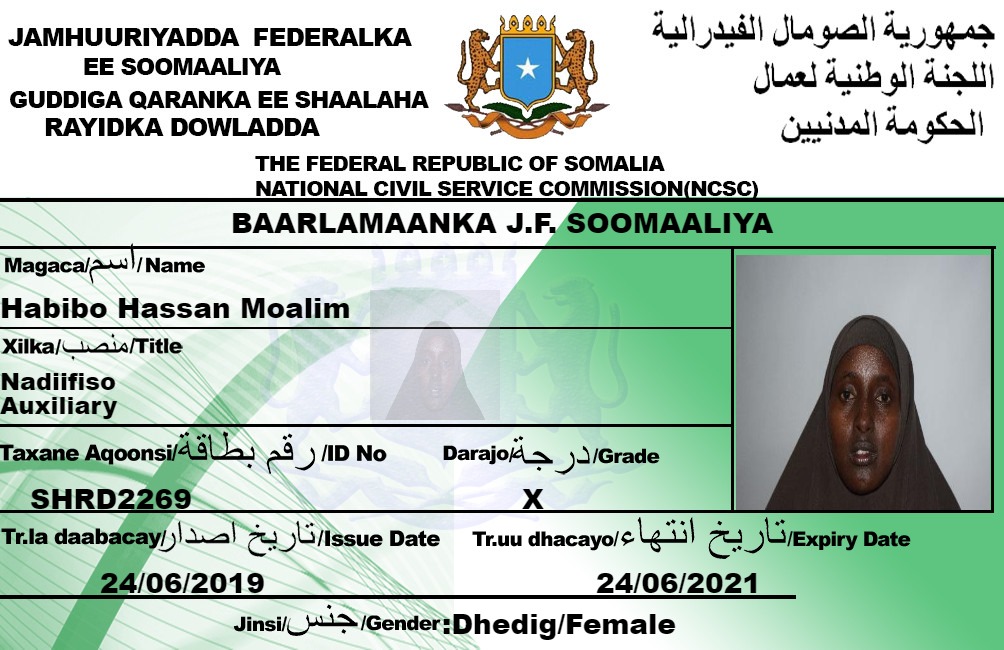 JAMHUURIYADDA FEDERALKA
EE SOOMAALIYA
GUDDIGA QARANKA EE SHAALAHA
RAYIDKA DOWLADDA
جمهورية الصومال الفيدرالية
اللجنة الوطنية لعمال
الحكومة المدنيين
THE FEDERAL REPUBLIC OF SOMALIA
NATIONAL CIVIL SERVICE COMMISSION(NCSC)
BAARLAMAANKA J.F. SOOMAALIYA
Magaca/اسم/Name
Habibo Hassan Moalim
Xilka/منصب/Title
Nadiifiso
Auxiliary
Taxane Aqoonsi/رقم بطاقة/ID No
Darajo/درجة/Grade
SHRD2269
X
Tr.la daabacay/تاريخ اصدار/Issue Date
Tr.uu dhacayo/تاريخ انتهاء/Expiry Date
24/06/2019
24/06/2021
Jinsi/جنس/Gender:Dhedig/Female